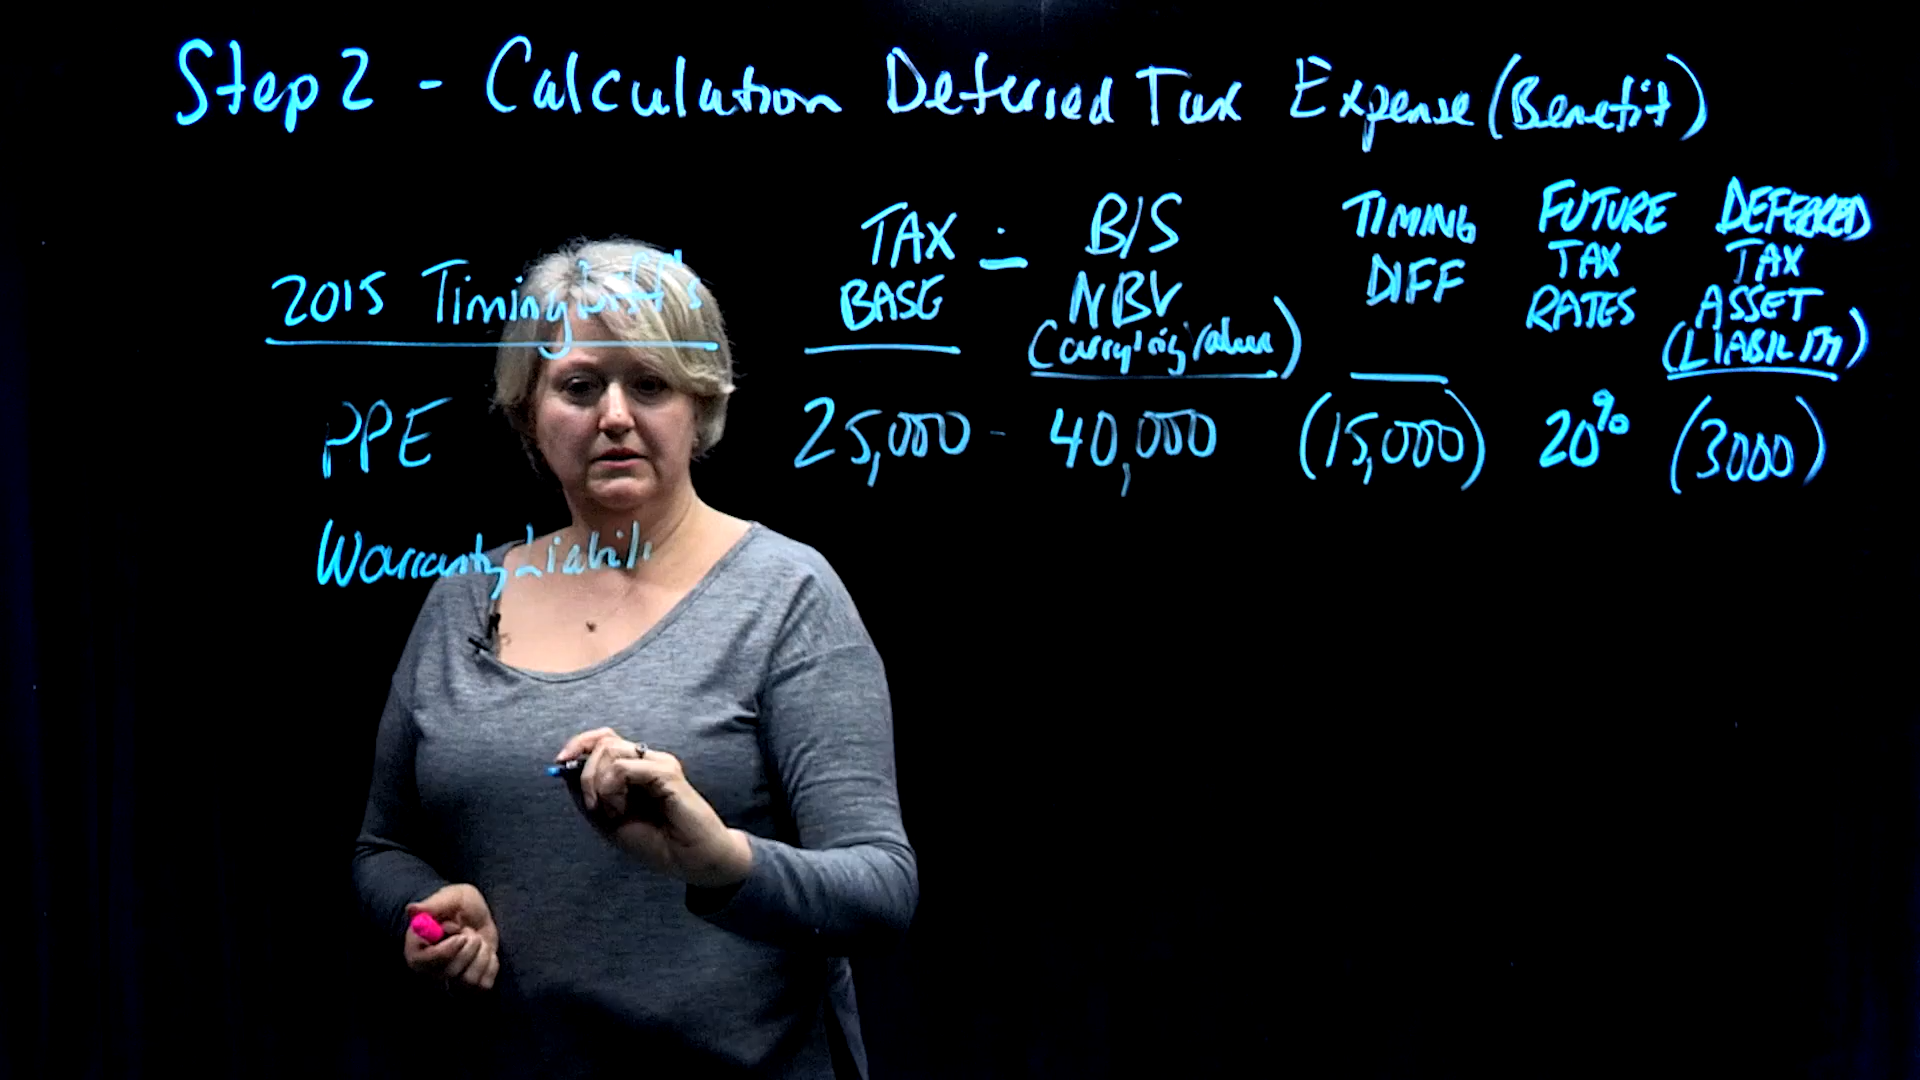 Step 2 - Calculation Deferred Tax Expense (Benefit)
2015 Timing Diff's
TAX BASE
-
B/S NBV (carrying value)
TIMING DIFF
FUTURE TAX RATES
DEFERRED TAX ASSET (LIABILITY)
PPE 25,000 - 40,000 (15,000) 20% (3000)
Warranty Liabili